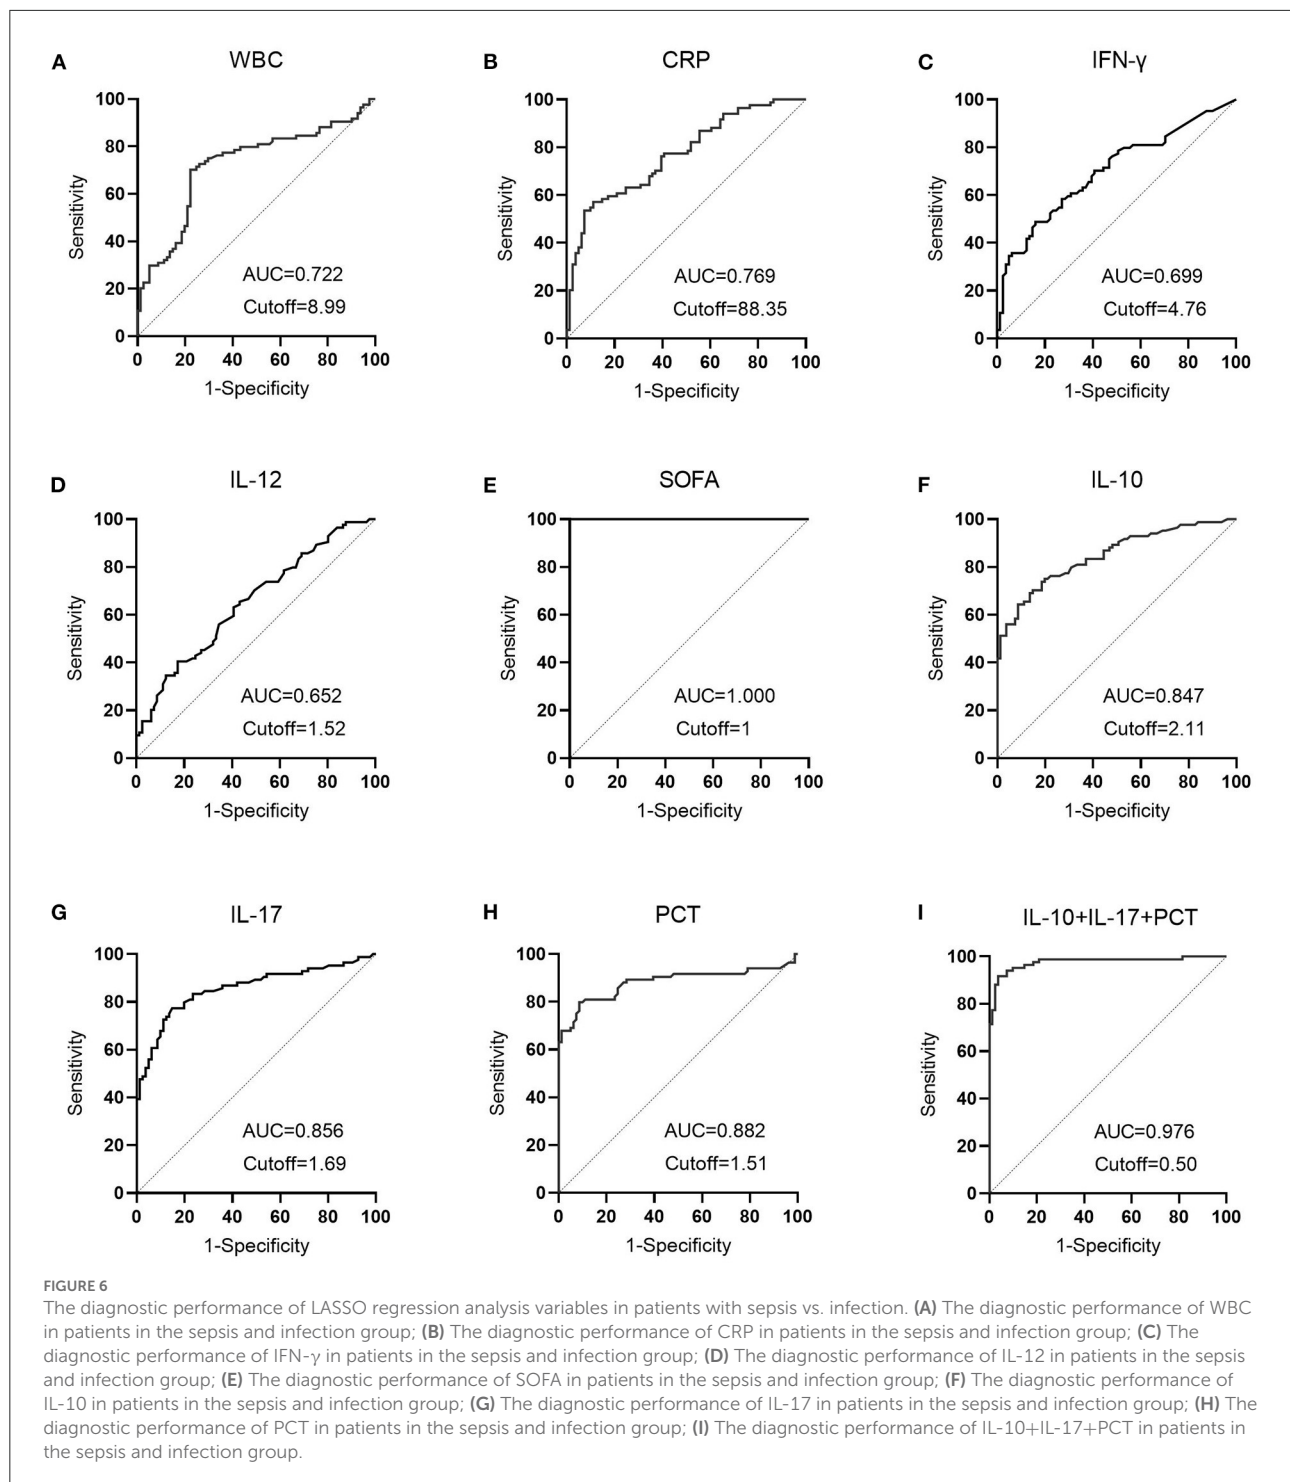 A WBC
100
80
60
40
20
0
Sensitivity
AUC=0.722
Cutoff=8.99
0 20 40 60 80 100
1-Specificity
B CRP
100
80
60
40
20
0
Sensitivity
AUC=0.769
Cutoff=88.35
0 20 40 60 80 100
1-Specificity
C IFN-γ
100
80
60
40
20
0
Sensitivity
AUC=0.699
Cutoff=4.76
0 20 40 60 80 100
1-Specificity
D IL-12
100
80
60
40
20
0
Sensitivity
AUC=0.652
Cutoff=1.52
0 20 40 60 80 100
1-Specificity
E SOFA
100
80
60
40
20
0
Sensitivity
AUC=1.000
Cutoff=1
0 20 40 60 80 100
1-Specificity
F IL-10
100
80
60
40
20
0
Sensitivity
AUC=0.847
Cutoff=2.11
0 20 40 60 80 100
1-Specificity
G IL-17
100
80
60
40
20
0
Sensitivity
AUC=0.856
Cutoff=1.69
0 20 40 60 80 100
1-Specificity
H PCT
100
80
60
40
20
0
Sensitivity
AUC=0.882
Cutoff=1.51
0 20 40 60 80 100
1-Specificity
I IL-10+IL-17+PCT
100
80
60
40
20
0
Sensitivity
AUC=0.976
Cutoff=0.50
0 20 40 60 80 100
1-Specificity
FIGURE 6
The diagnostic performance of LASSO regression analysis variables in patients with sepsis vs. infection. (A) The diagnostic performance of WBC
in patients in the sepsis and infection group; (B) The diagnostic performance of CRP in patients in the sepsis and infection group; (C) The
diagnostic performance of IFN-γ in patients in the sepsis and infection group; (D) The diagnostic performance of IL-12 in patients in the sepsis
and infection group; (E) The diagnostic performance of SOFA in patients in the sepsis and infection group; (F) The diagnostic performance of
IL-10 in patients in the sepsis and infection group; (G) The diagnostic performance of IL-17 in patients in the sepsis and infection group; (H) The
diagnostic performance of PCT in patients in the sepsis and infection group; (I) The diagnostic performance of IL-10+IL-17+PCT in patients in
the sepsis and infection group.